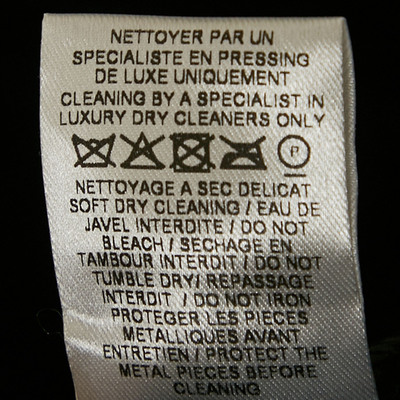 NETTOYER PAR UN
SPECIALISTE EN PRESSING
DE LUXE UNIQUEMENT
CLEANING BY A SPECIALIST IN
LUXURY DRY CLEANERS ONLY
P
NETTOYAGE A SEC DELICAT
SOFT DRY CLEANING / EAU DE
JAVEL INTERDITE / DO NOT
BLEACH / SECHAGE EN
TAMBOUR INTERDIT / DO NOT
TUMBLE DRY/ REPASSAGE
INTERDIT / DO NOT IRON
PROTEGER LES PIECES
METALLIQUES AVANT
ENTRETIEN / PROTECT THE
METAL PIECES BEFORE
CLEANING